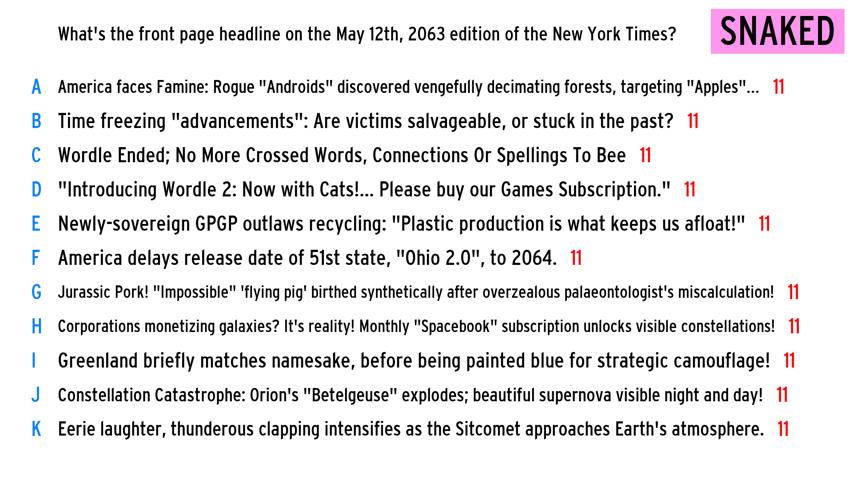 What's the front page headline on the May 12th, 2063 edition of the New York Times?
SNAKED
A America faces Famine: Rogue "Androids" discovered vengefully decimating forests, targeting "Apples"... 11
B Time freezing "advancements": Are victims salvageable, or stuck in the past? 11
C Wordle Ended; No More Crossed Words, Connections Or Spellings To Bee 11
D "Introducing Wordle 2: Now with Cats!... Please buy our Games Subscription." 11
E Newly-sovereign GPGP outlaws recycling: "Plastic production is what keeps us afloat!" 11
F America delays release date of 51st state, "Ohio 2.0", to 2064. 11
G Jurassic Pork! "Impossible" 'flying pig' birthed synthetically after overzealous palaeontologist's miscalculation! 11
H Corporations monetizing galaxies? It's reality! Monthly "Spacebook" subscription unlocks visible constellations! 11
I Greenland briefly matches namesake, before being painted blue for strategic camouflage! 11
J Constellation Catastrophe: Orion's "Betelgeuse" explodes; beautiful supernova visible night and day! 11
K Eerie laughter, thunderous clapping intensifies as the Sitcomet approaches Earth's atmosphere. 11